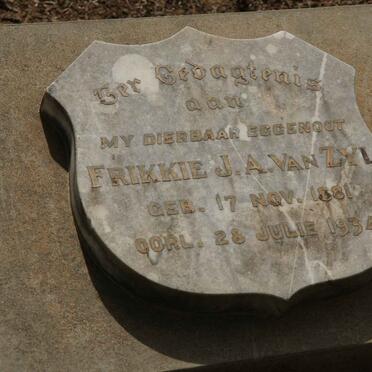 Ter Gedagtenis
aan
MY DIERBAAR EGGENOOT
FRIKKIE J.A. VAN ZYL
GEB. 17 NOV. 1881
OORL. 28 JULIE 1934